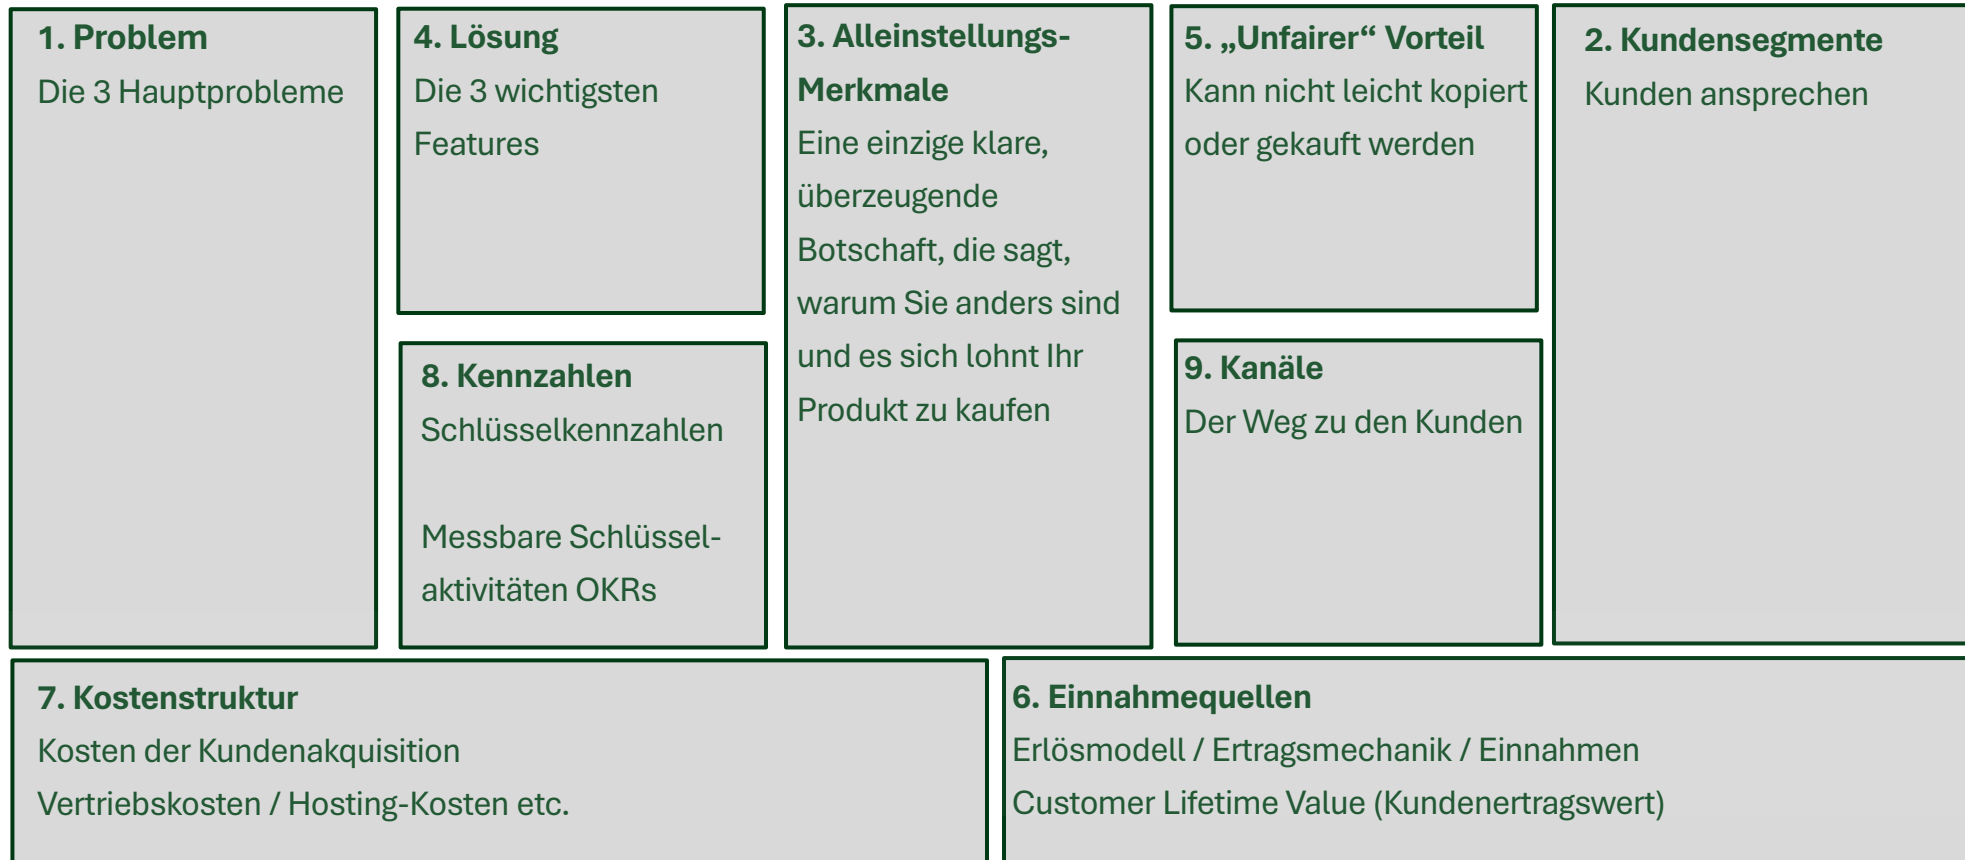 1. Problem
Die 3 Hauptprobleme
4. Lösung
Die 3 wichtigsten
Features
8. Kennzahlen
Schlüsselkennzahlen
Messbare Schlüssel-
aktivitäten OKRs
3. Alleinstellungs-
Merkmale
Eine einzige klare,
überzeugende
Botschaft, die sagt,
warum Sie anders sind
und es sich lohnt Ihr
Produkt zu kaufen
5. „Unfairer“ Vorteil
Kann nicht leicht kopiert
oder gekauft werden
9. Kanäle
Der Weg zu den Kunden
2. Kundensegmente
Kunden ansprechen
7. Kostenstruktur
Kosten der Kundenakquisition
Vertriebskosten / Hosting-Kosten etc.
6. Einnahmequellen
Erlösmodell / Ertragsmechanik / Einnahmen
Customer Lifetime Value (Kundenertragswert)